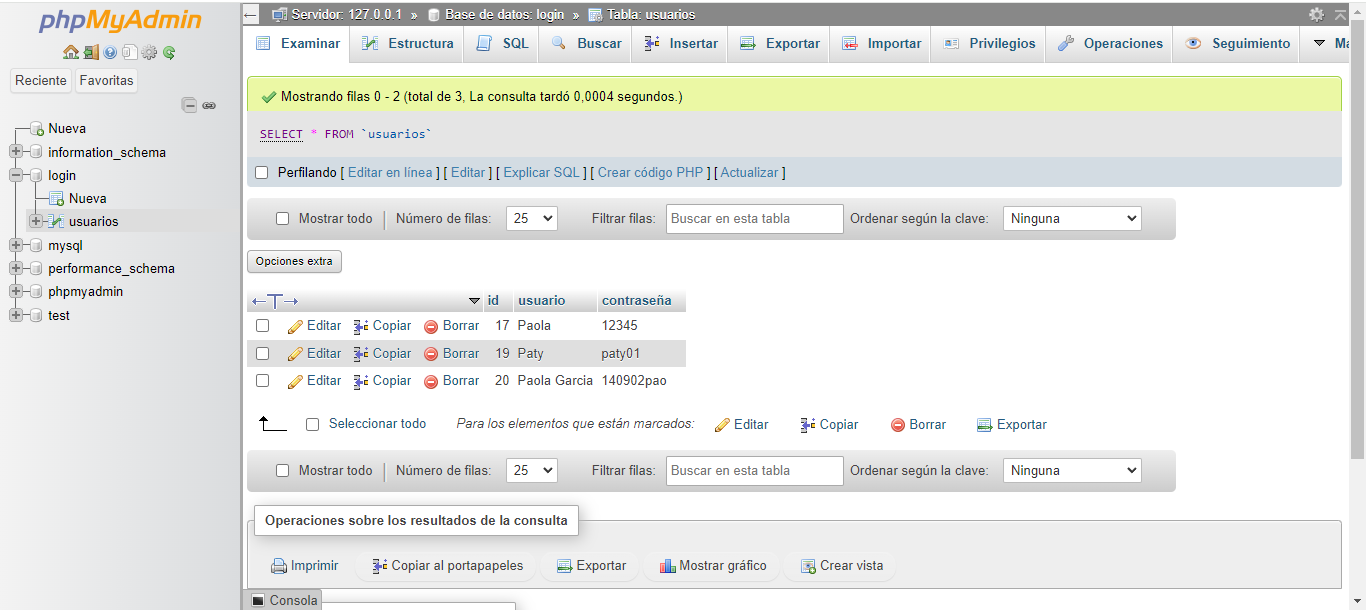 phpMyAdmin
Reciente Favoritas
Nueva
information_schema
login
Nueva
usuarios
mysql
performance_schema
phpmyadmin
test
Servidor: 127.0.0.1 » Base de datos: login » Tabla: usuarios
Examinar Estructura SQL Buscar Insertar Exportar Importar Privilegios Operaciones Seguimiento Má
Mostrando filas 0 - 2 (total de 3, La consulta tardó 0,0004 segundos.)
SELECT * FROM `usuarios`
Perfilando [ Editar en línea ] [ Editar ] [ Explicar SQL ] [ Crear código PHP ] [ Actualizar ]
Mostrar todo | Número de filas: 25 Filtrar filas: Buscar en esta tabla Ordenar según la clave: Ninguna
Opciones extra
←T→ id usuario contraseña
Editar Copiar Borrar 17 Paola 12345
Editar Copiar Borrar 19 Paty paty01
Editar Copiar Borrar 20 Paola Garcia 140902pao
Seleccionar todo Para los elementos que están marcados: Editar Copiar Borrar Exportar
Mostrar todo | Número de filas: 25 Filtrar filas: Buscar en esta tabla Ordenar según la clave: Ninguna
Operaciones sobre los resultados de la consulta
Imprimir Copiar al portapapeles Exportar Mostrar gráfico Crear vista
Consola